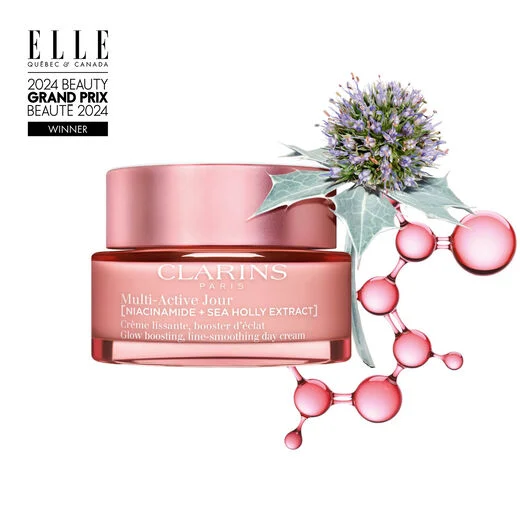 ELLE
QUÉBEC & CANADA
2024 BEAUTY
GRAND PRIX
BEAUTÉ 2024
WINNER
CLARINS
PARIS
Multi-Active Jour
[NIACINAMIDE + SEA HOLLY EXTRACT]
Crème lissante, booster d'éclat
Glow boosting, line-smoothing day cream